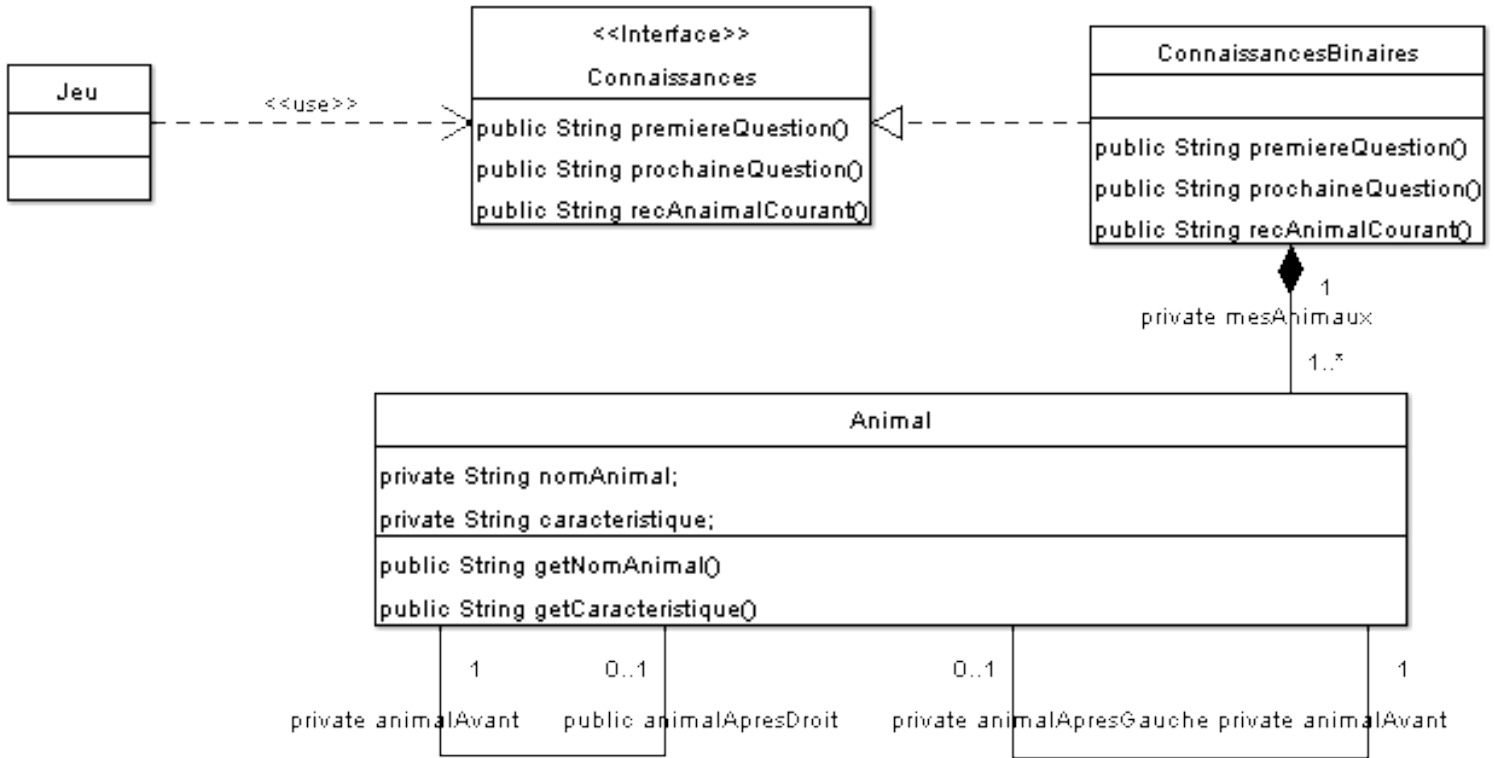 Jeu
<<use>>
<<Interface>>
Connaissances
public String premiereQuestion()
public String prochaineQuestion()
public String recAnaimalCourant()
ConnaissancesBinaires
public String premiereQuestion()
public String prochaineQuestion()
public String recAnimalCourant()
1
private mesAnimaux
1..*
Animal
private String nomAnimal;
private String caracteristique;
public String getNomAnimal()
public String getCaracteristique()
1 0..1 0..1 1
private animalAvant public animalApresDroit private animalApresGauche private animalAvant